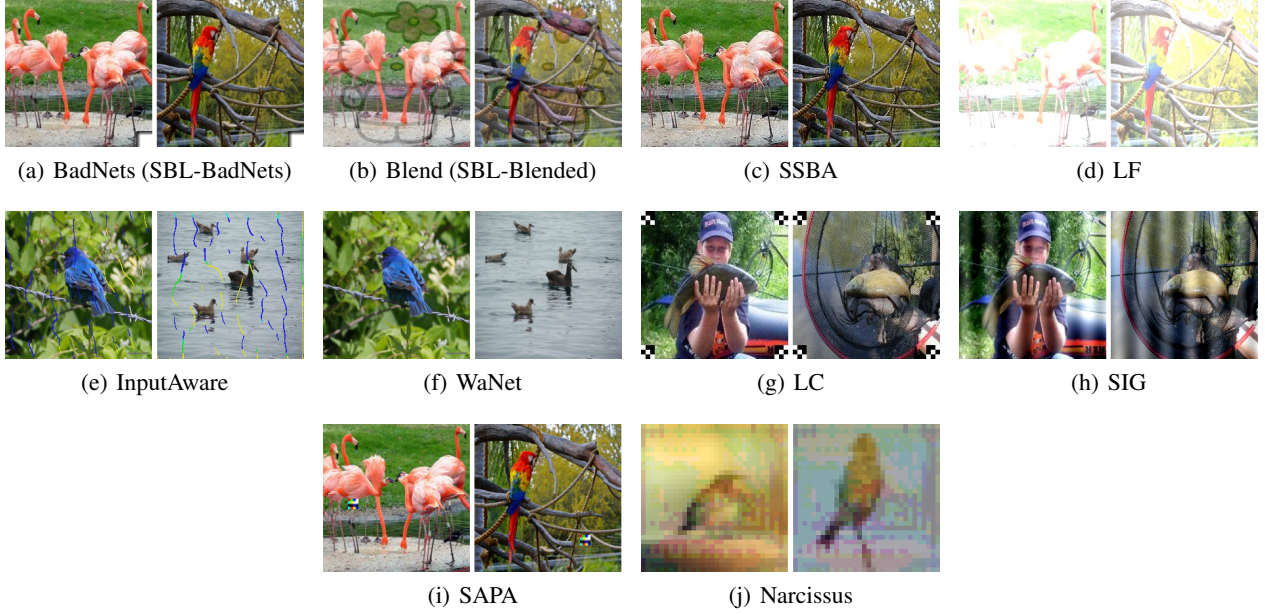 (a) BadNets (SBL-BadNets)
(b) Blend (SBL-Blended)
(c) SSBA
(d) LF
(e) InputAware
(f) WaNet
(g) LC
(h) SIG
(i) SAPA
(j) Narcissus